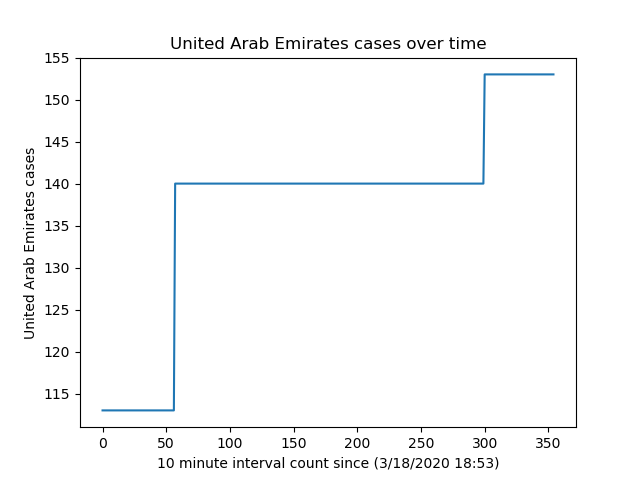 United Arab Emirates cases over time
155
150
145
140
135
130
125
120
115
United Arab Emirates cases
0 50 100 150 200 250 300 350
10 minute interval count since (3/18/2020 18:53)